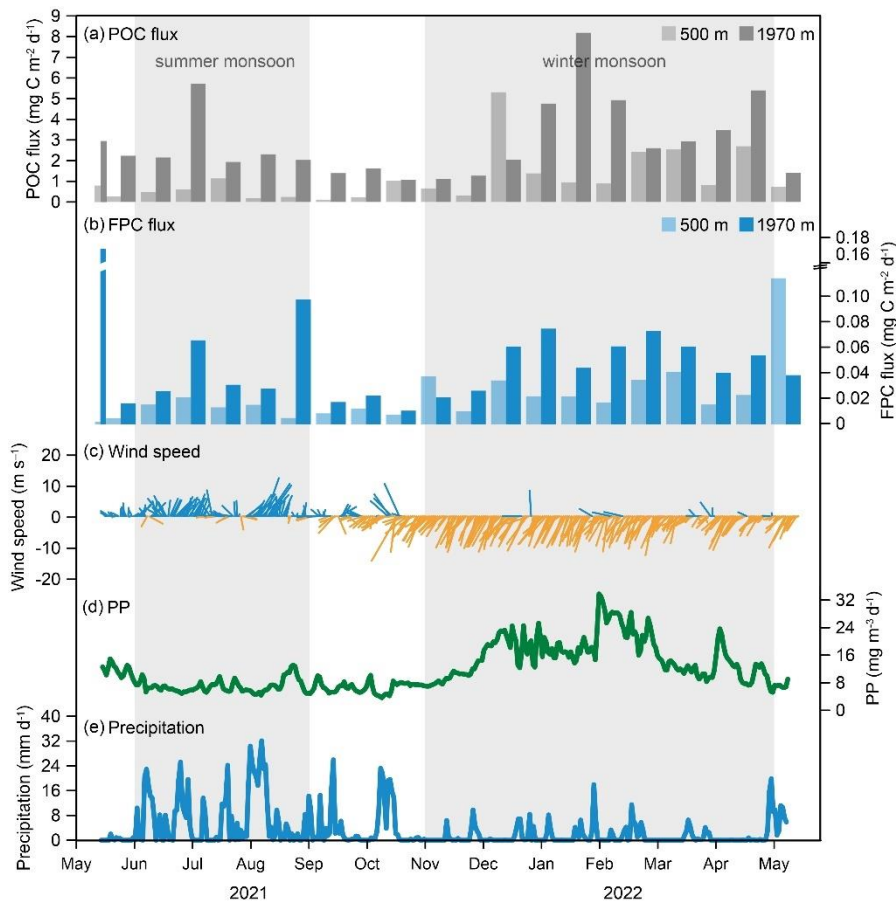 (a) POC flux
500 m
1970 m
summer monsoon
winter monsoon
POC flux (mg C m⁻² d⁻¹)
9
8
7
6
5
4
3
2
1
0
(b) FPC flux
500 m
1970 m
FPC flux (mg C m⁻² d⁻¹)
0.18
0.16
0.10
0.08
0.06
0.04
0.02
0
(c) Wind speed
Wind speed (m s⁻¹)
20
10
0
-10
-20
(d) PP
PP (mg m⁻³ d⁻¹)
32
24
16
8
0
(e) Precipitation
Precipitation (mm d⁻¹)
40
32
24
16
8
0
May Jun Jul Aug Sep Oct Nov Dec Jan Feb Mar Apr May
2021 2022